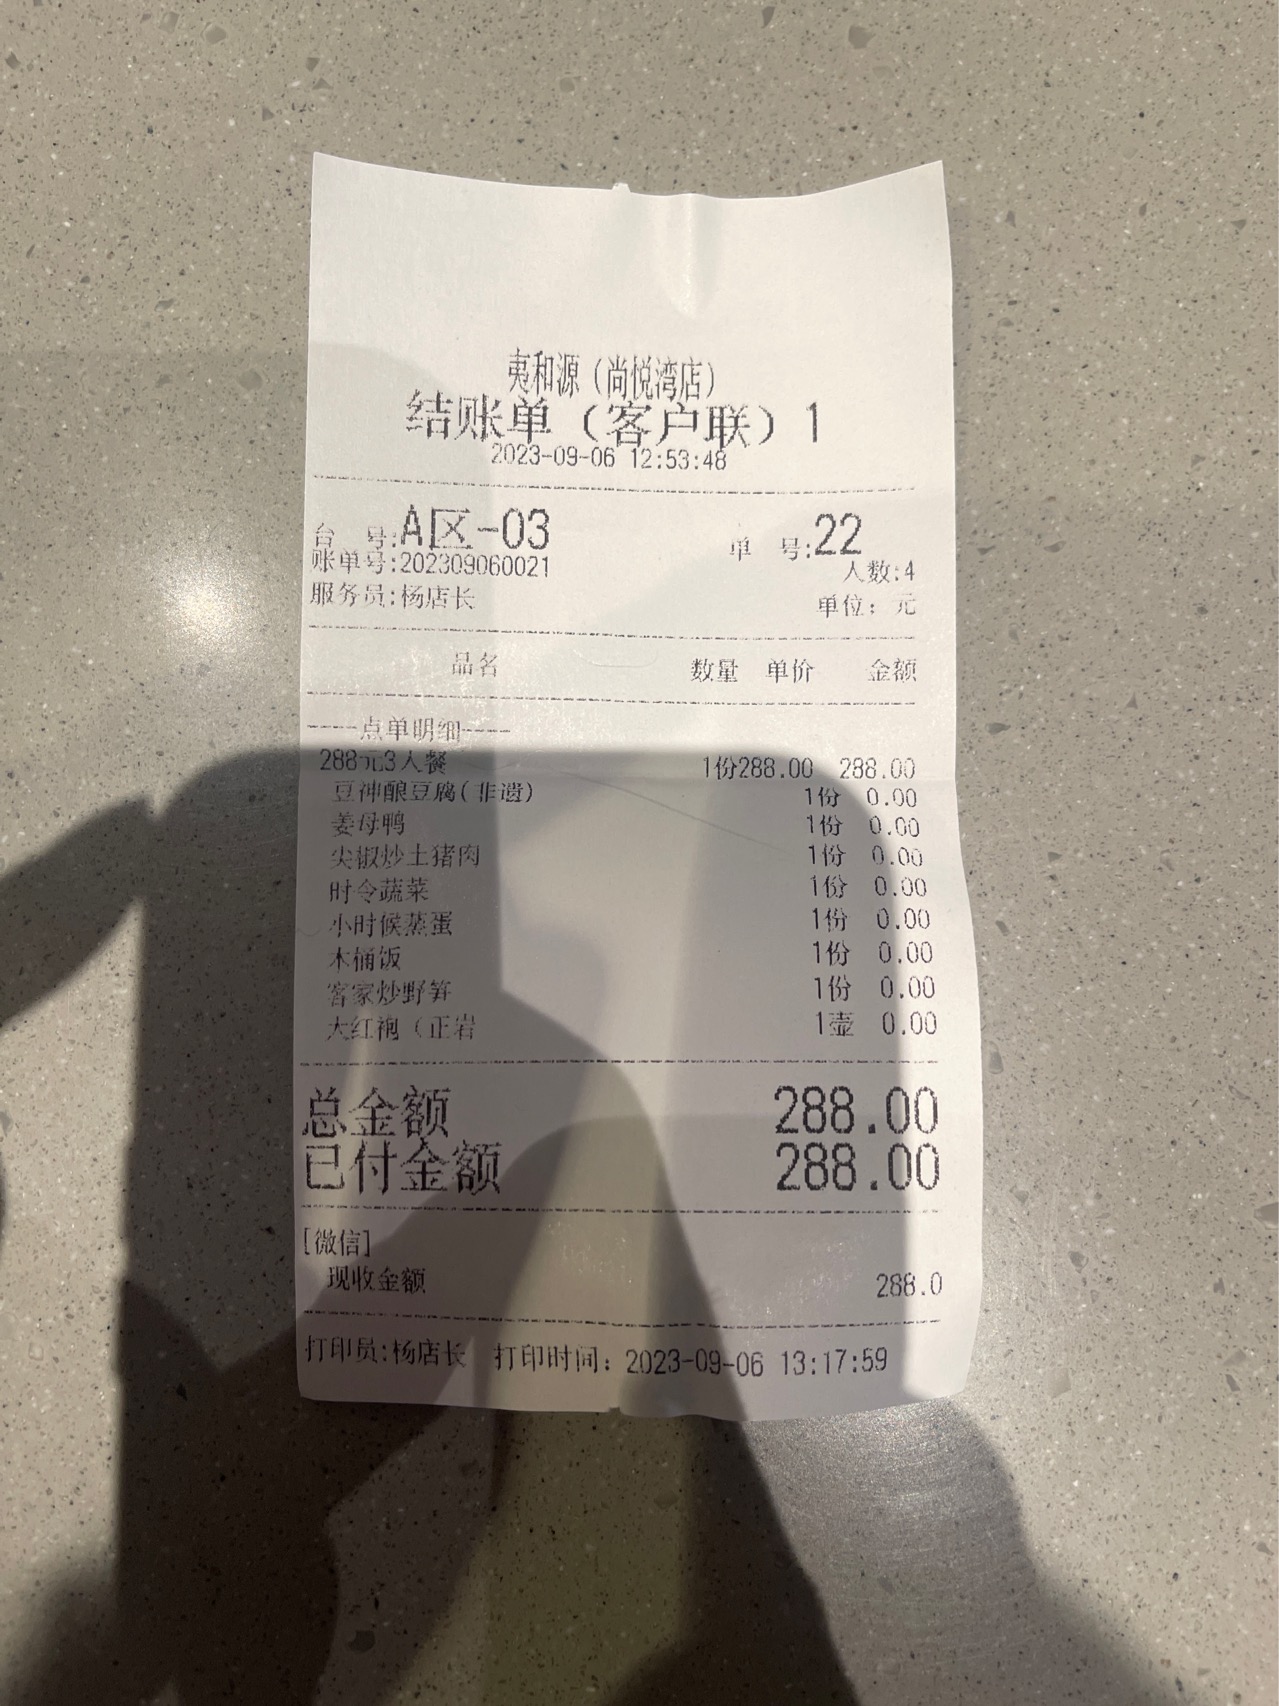 夷和源（尚悦湾店）
结账单（客户联）1
2023-09-06 12:53:48
台 号:A区-03 单 号:22
账单号:202309060021 人数:4
服务员:杨店长 单位：元
品名 数量 单价 金额
----点单明细----
288元3人餐 1份288.00 288.00
豆神酿豆腐(非遗) 1份 0.00
姜母鸭 1份 0.00
尖椒炒土猪肉 1份 0.00
时令蔬菜 1份 0.00
小时候蒸蛋 1份 0.00
木桶饭 1份 0.00
客家炒野笋 1份 0.00
大红袍（正岩 1壶 0.00
总金额 288.00
已付金额 288.00
[微信]
现收金额 288.0
打印员:杨店长 打印时间：2023-09-06 13:17:59